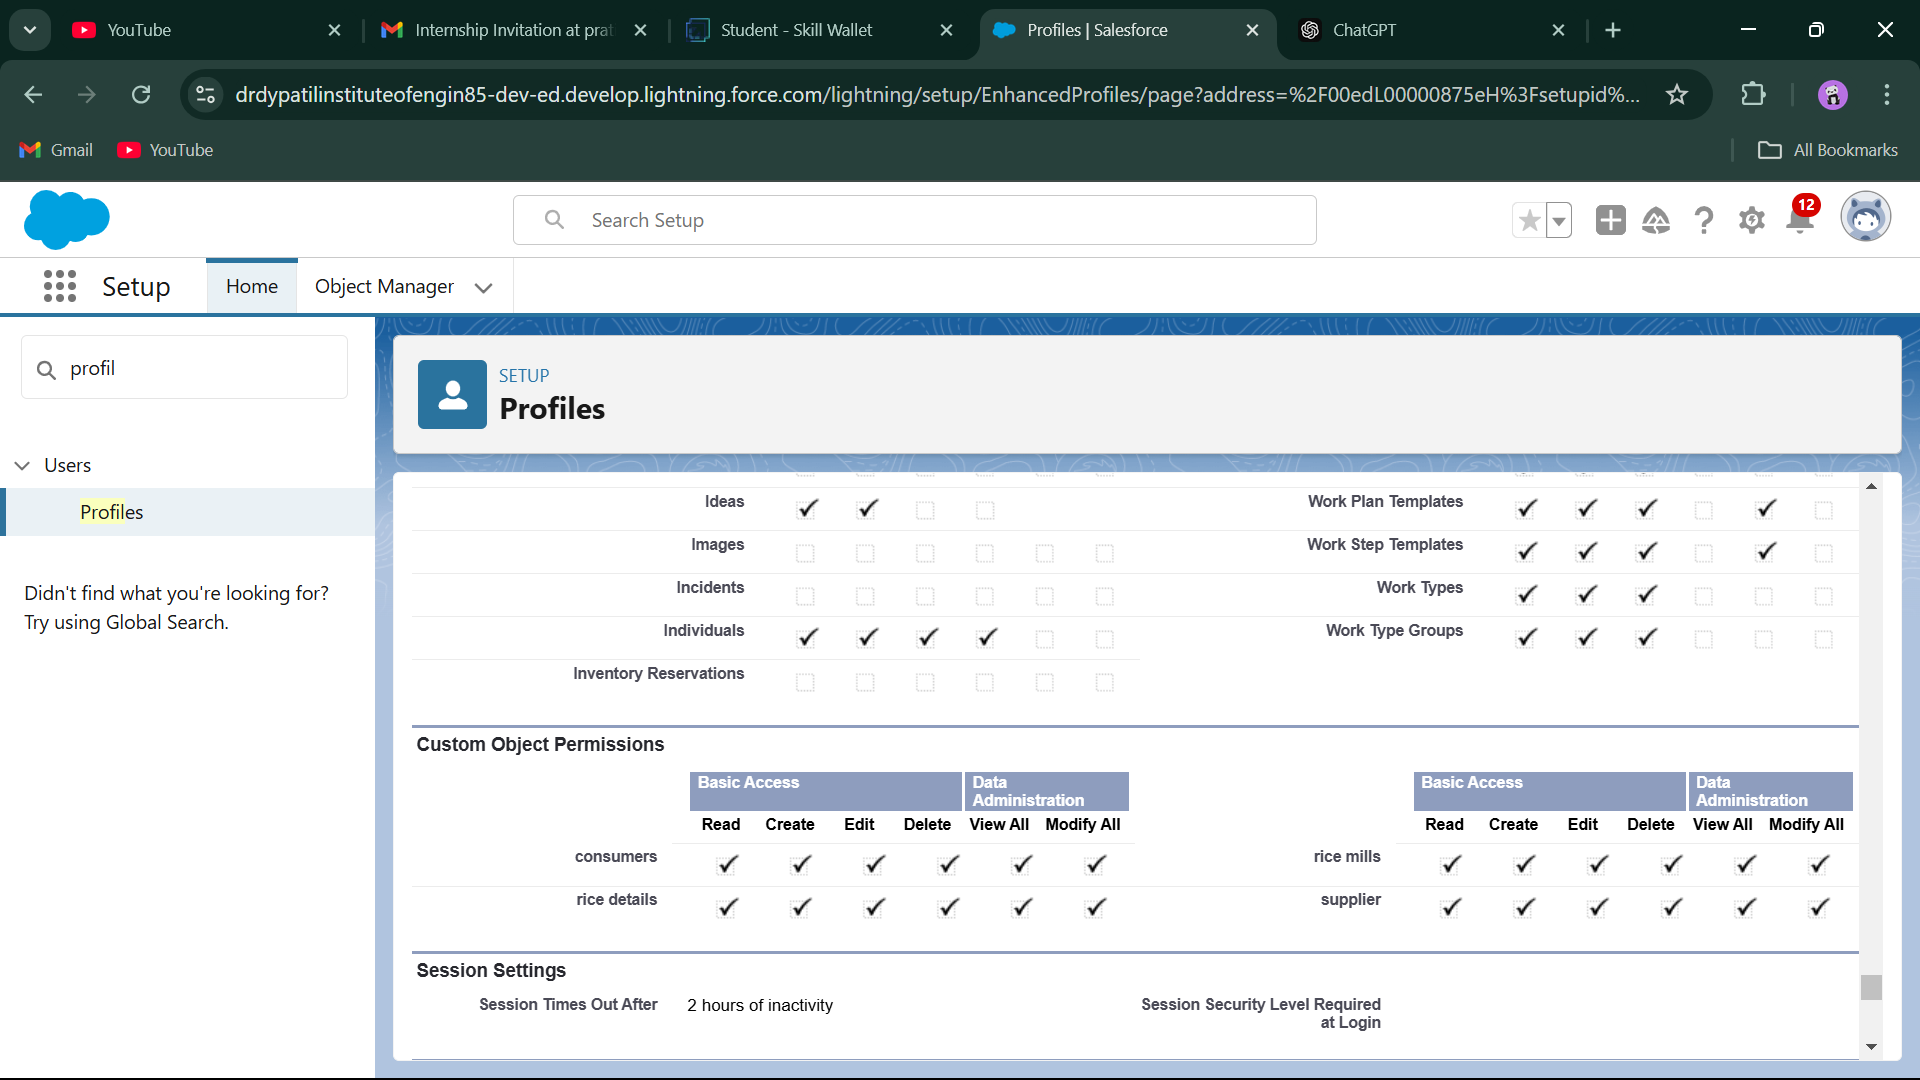 YouTube
Internship Invitation at prat
Student - Skill Wallet
Profiles | Salesforce
ChatGPT
drdypatilinstituteofengin85-dev-ed.develop.lightning.force.com/lightning/setup/EnhancedProfiles/page?address=%2F00edL00000875eH%3Fsetupid%...
Gmail
YouTube
All Bookmarks
Search Setup
12
Setup
Home
Object Manager
profil
SETUP
Profiles
Users
Profiles
Didn't find what you're looking for?
Try using Global Search.
Ideas
Work Plan Templates
Images
Work Step Templates
Incidents
Work Types
Individuals
Work Type Groups
Inventory Reservations
Custom Object Permissions
Basic Access
Data
Administration
Basic Access
Data
Administration
Read Create Edit Delete View All Modify All
Read Create Edit Delete View All Modify All
consumers
rice mills
rice details
supplier
Session Settings
Session Times Out After 2 hours of inactivity
Session Security Level Required
at Login